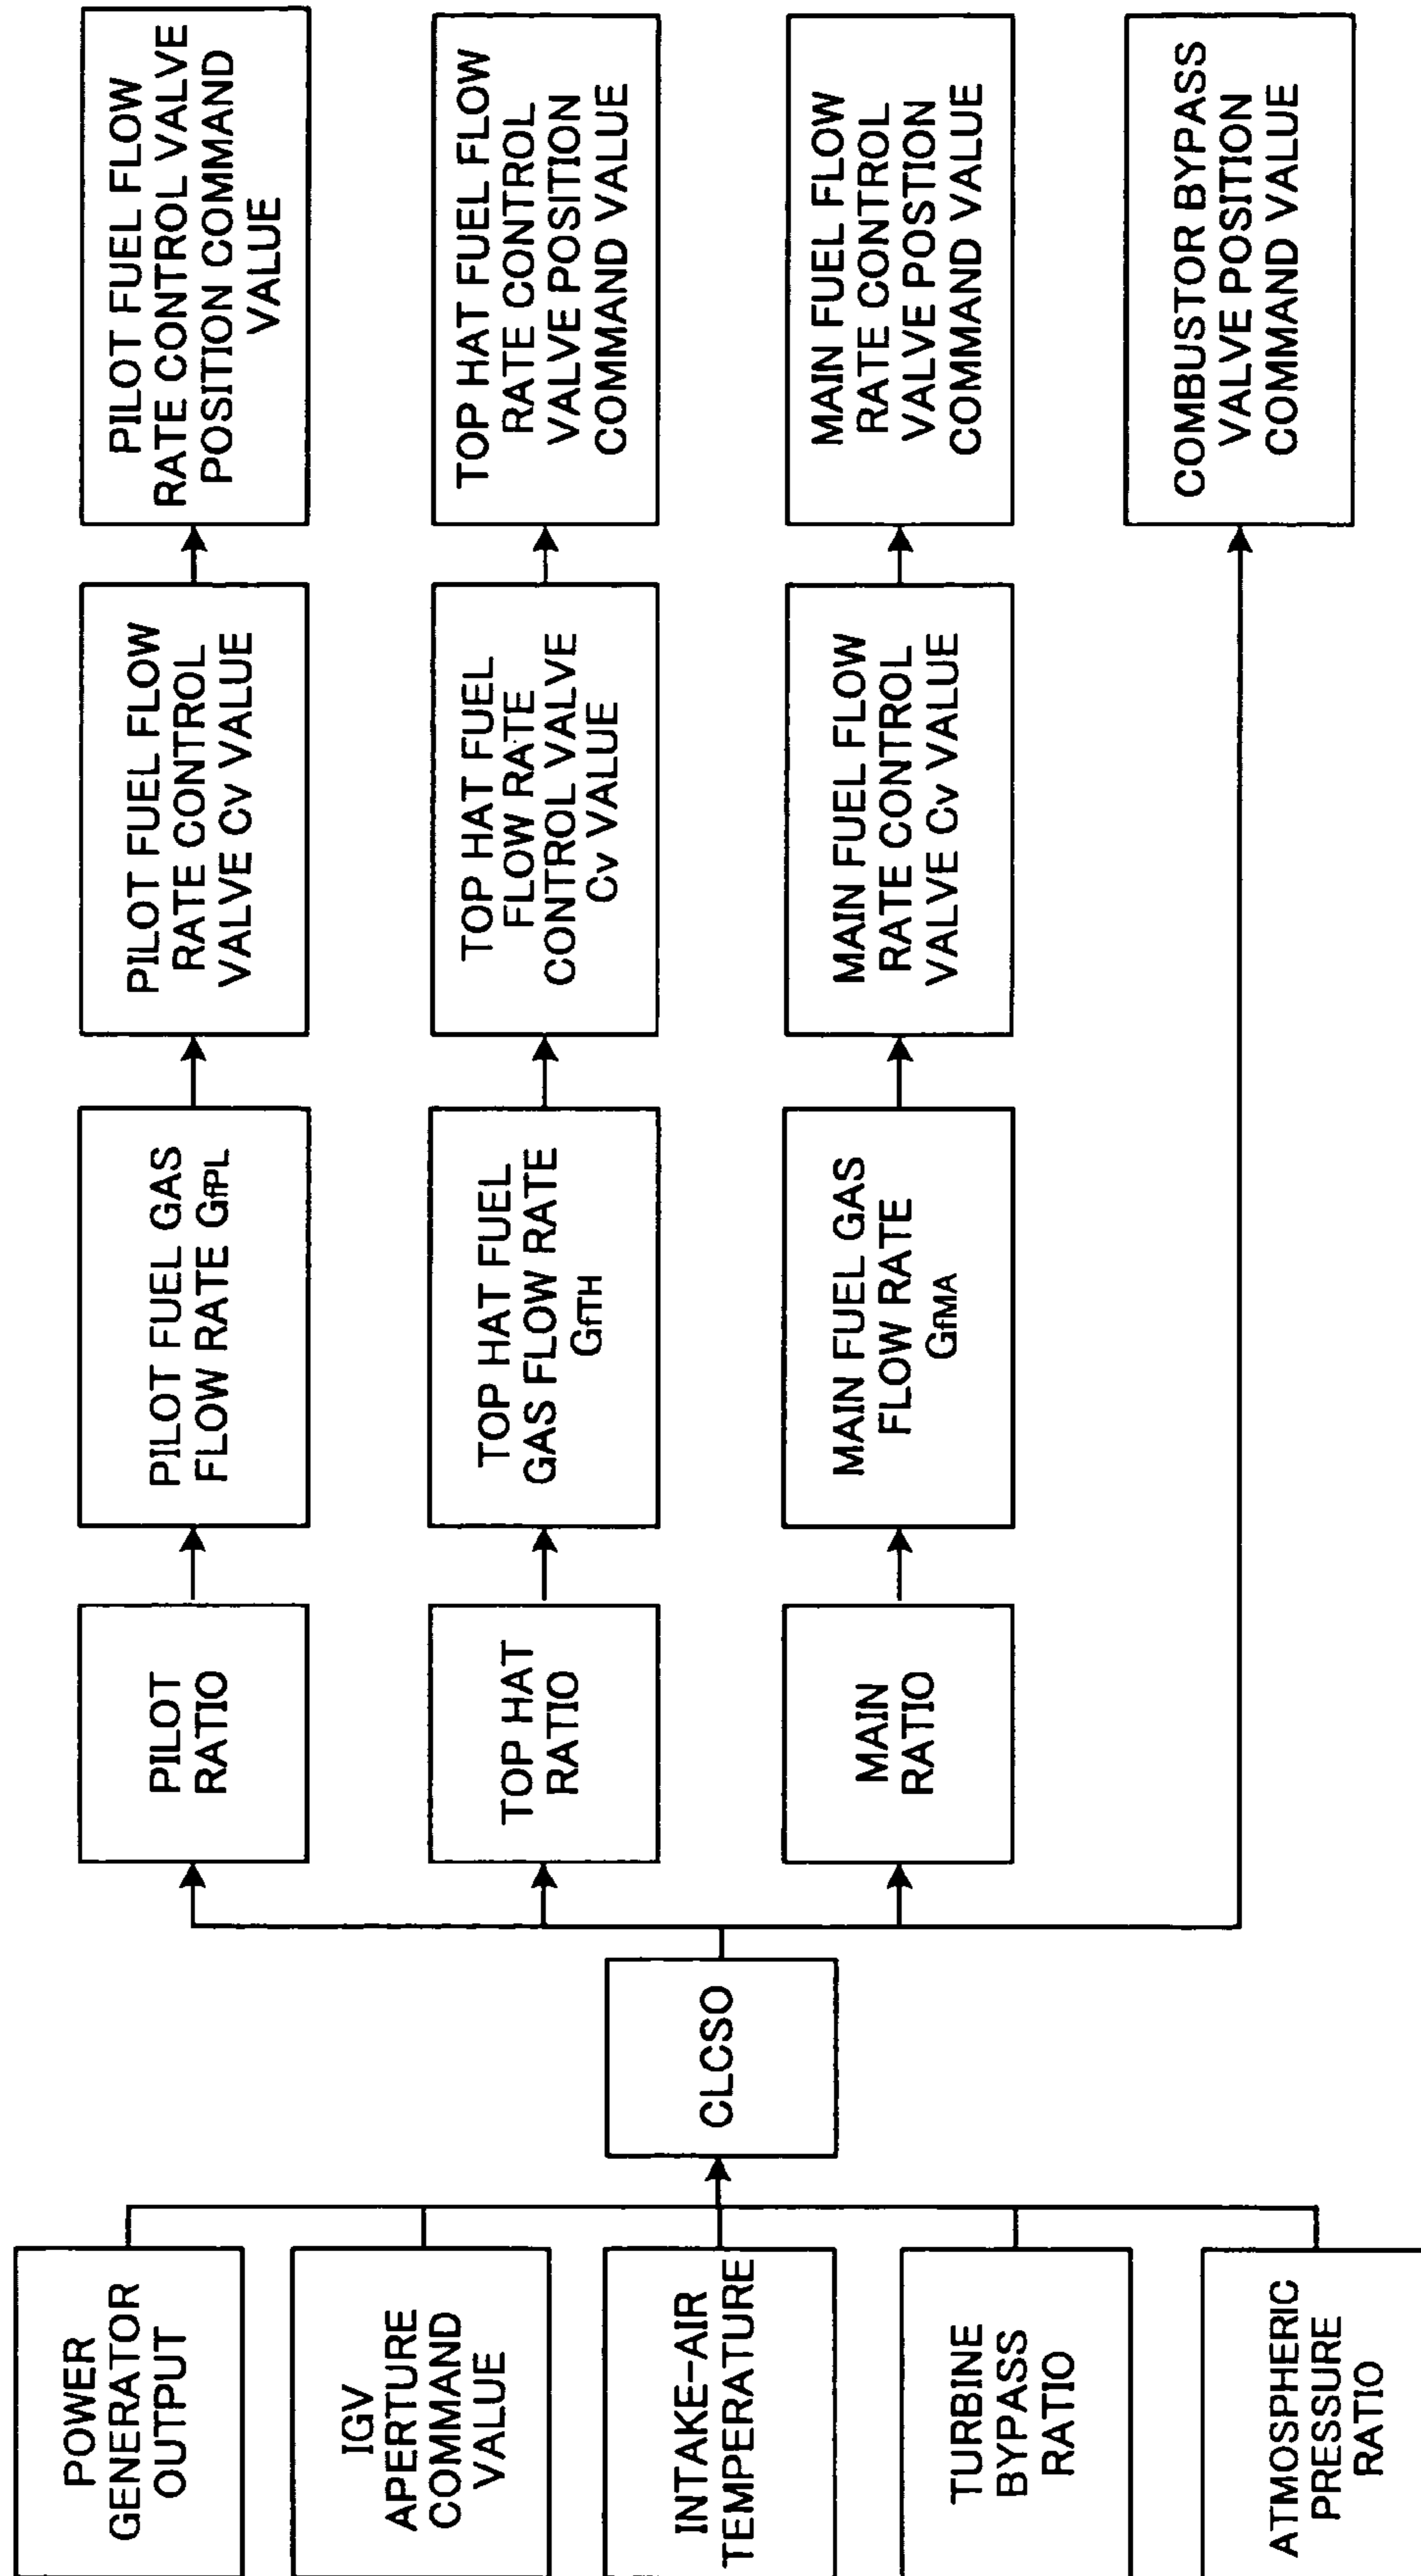 POWER
GENERATOR
OUTPUT
IGV
APERTURE
COMMAND
VALUE
INTAKE-AIR
TEMPERATURE
TURBINE
BYPASS
RATIO
ATMOSPHERIC
PRESSURE
RATIO
CLCSO
PILOT
RATIO
PILOT FUEL GAS
FLOW RATE GfPL
PILOT FUEL FLOW
RATE CONTROL
VALVE Cv VALUE
PILOT FUEL FLOW
RATE CONTROL VALVE
POSITION COMMAND
VALUE
TOP HAT
RATIO
TOP HAT FUEL
GAS FLOW RATE
GfTH
TOP HAT FUEL
FLOW RATE
CONTROL VALVE
Cv VALUE
TOP HAT FUEL FLOW
RATE CONTROL
VALVE POSITION
COMMAND VALUE
MAIN
RATIO
MAIN FUEL GAS
FLOW RATE
GfMA
MAIN FUEL FLOW
RATE CONTROL
VALVE Cv VALUE
MAIN FUEL FLOW
RATE CONTROL
VALVE POSTION
COMMAND VALUE
COMBUSTOR BYPASS
VALVE POSITION
COMMAND VALUE